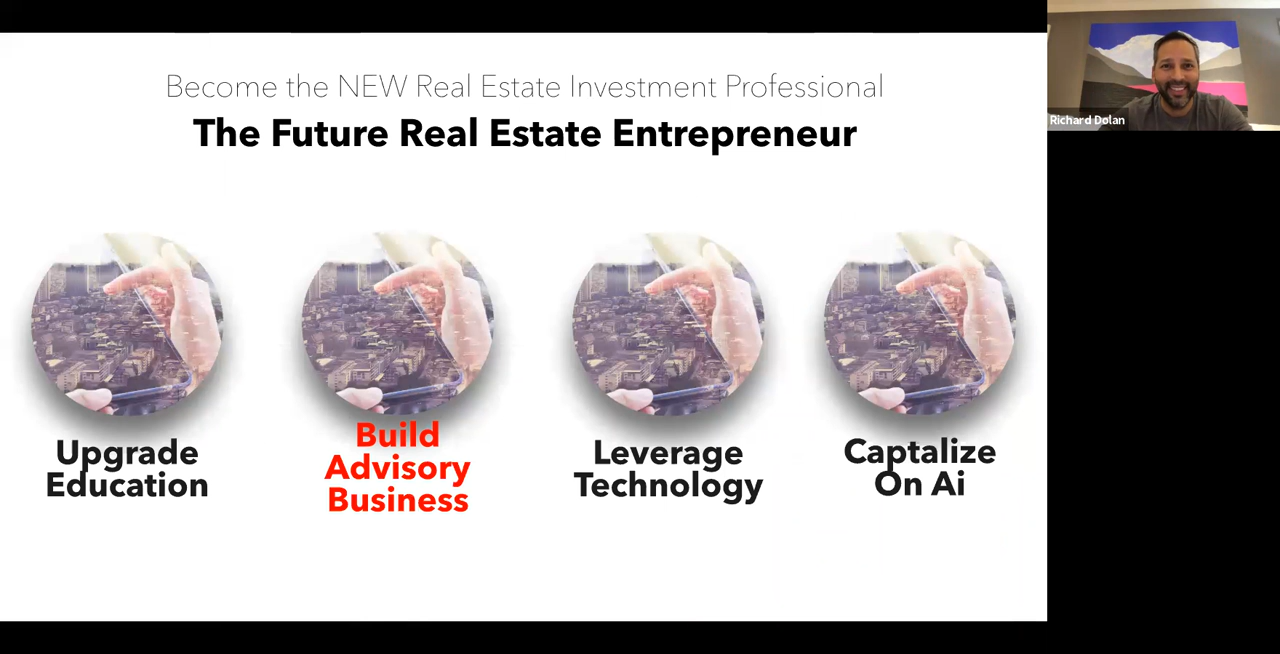 Become the NEW Real Estate Investment Professional
The Future Real Estate Entrepreneur
Richard Dolan
Upgrade
Education
Build
Advisory
Business
Leverage
Technology
Captalize
On Ai